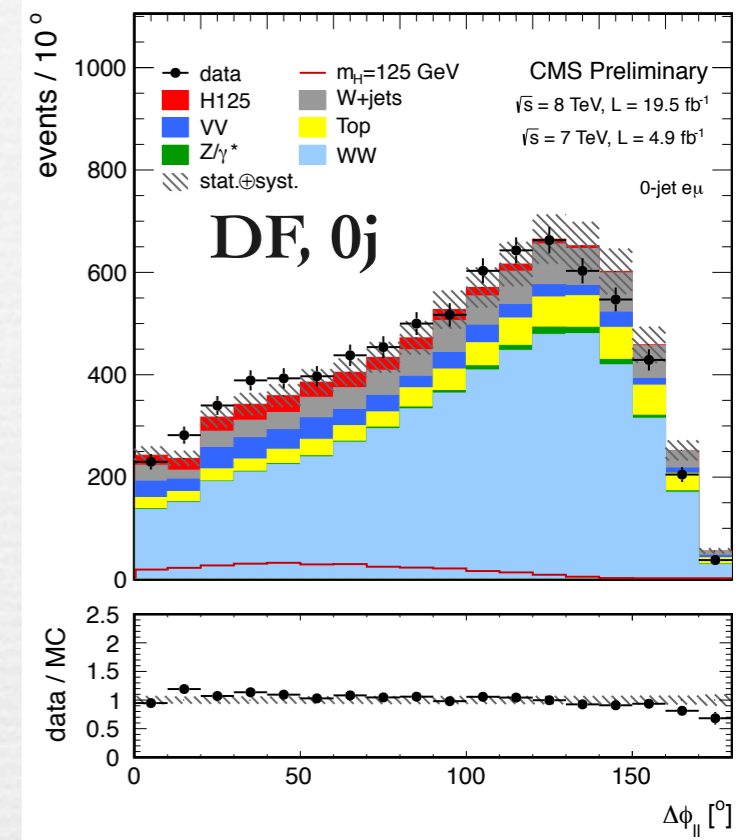 events / 10 °
1000
800
600
400
200
0
data
m_H=125 GeV
H125
W+jets
VV
Top
Z/γ*
WW
stat.⊕syst.
CMS Preliminary
√s = 8 TeV, L = 19.5 fb⁻¹
√s = 7 TeV, L = 4.9 fb⁻¹
0-jet eμ
DF, 0j
data / MC
2.5
2
1.5
1
0.5
0
0 50 100 150
Δϕ_ll [°]